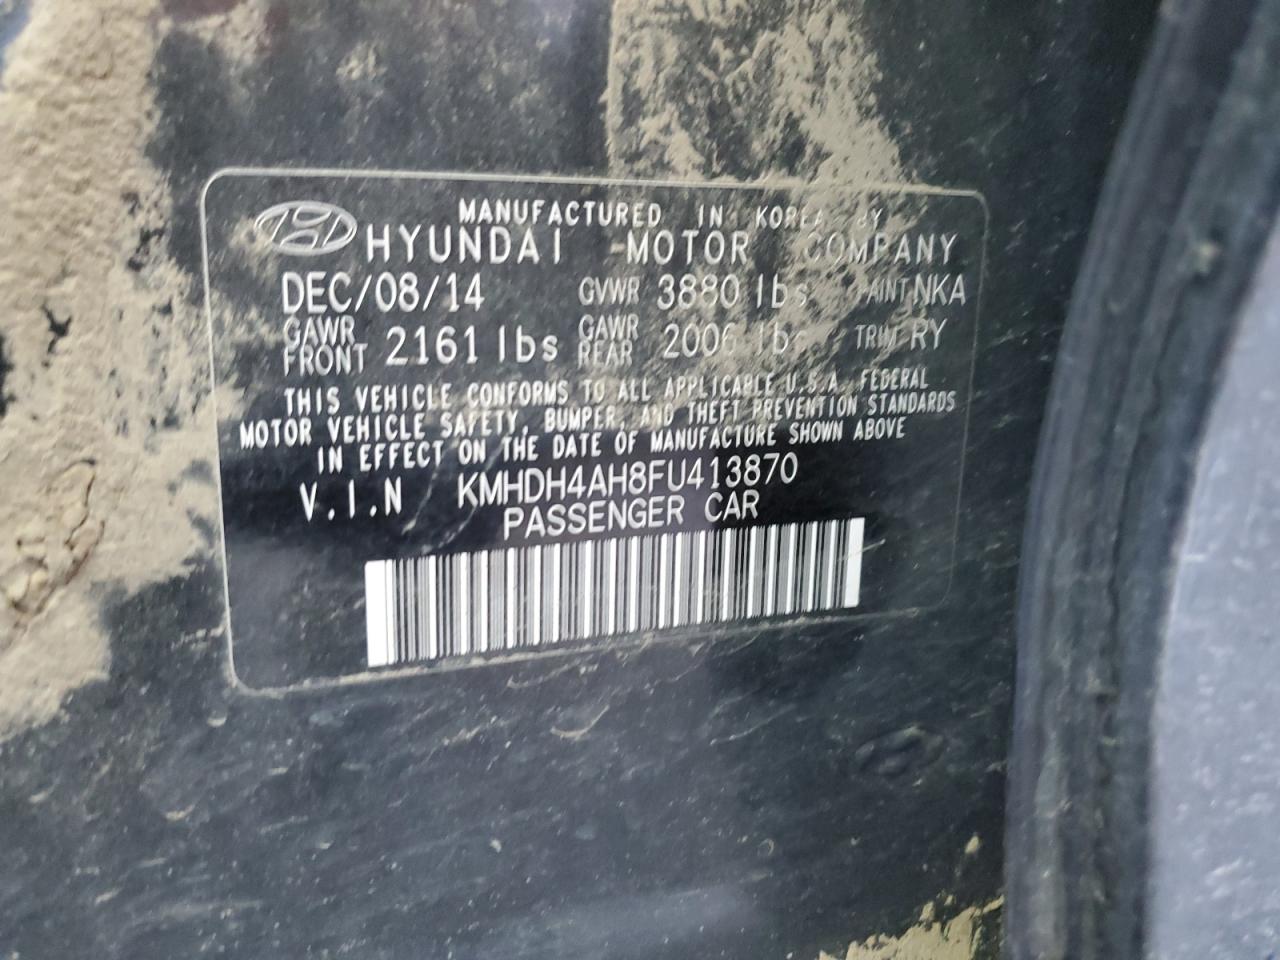 MANUFACTURED IN KOREA BY
HYUNDAI MOTOR COMPANY
DEC/08/14 GVWR 3880 lbs PAINT NKA
GAWR FRONT 2161 lbs GAWR REAR 2006 lbs TRIM RY
THIS VEHICLE CONFORMS TO ALL APPLICABLE U.S.A. FEDERAL
MOTOR VEHICLE SAFETY, BUMPER, AND THEFT PREVENTION STANDARDS
IN EFFECT ON THE DATE OF MANUFACTURE SHOWN ABOVE
V.I.N KMHDH4AH8FU413870
PASSENGER CAR